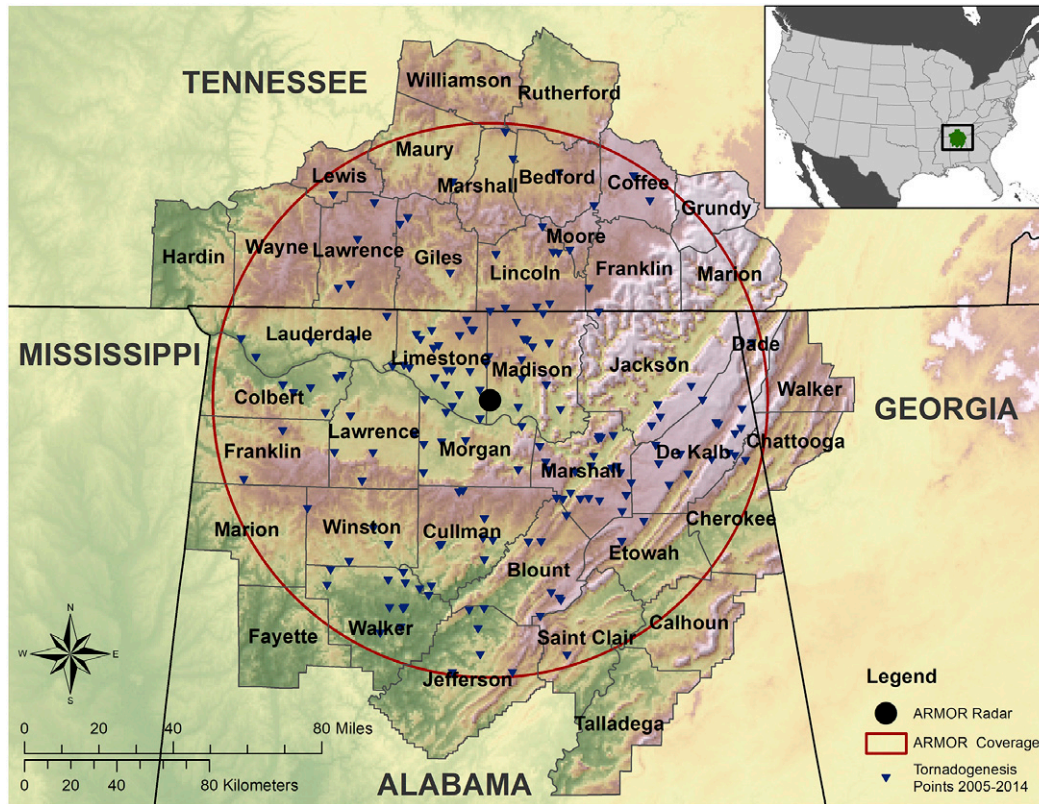 TENNESSEE
Williamson
Rutherford
Maury
Lewis
Marshall
Bedford
Coffee
Grundy
Hardin
Wayne
Lawrence
Giles
Moore
Lincoln
Franklin
Marion
MISSISSIPPI
Lauderdale
Limestone
Madison
Jackson
Dade
Walker
GEORGIA
Colbert
Lawrence
Morgan
Franklin
Marshall
De Kalb
Chattooga
Marion
Winston
Cullman
Cherokee
Etowah
Blount
Fayette
Walker
Saint Clair
Calhoun
Jefferson
Talladega
ALABAMA
N
W
E
S
0 20 40 80 Miles
0 20 40 80 Kilometers
Legend
ARMOR Radar
ARMOR Coverage
Tornadogenesis
Points 2005-2014